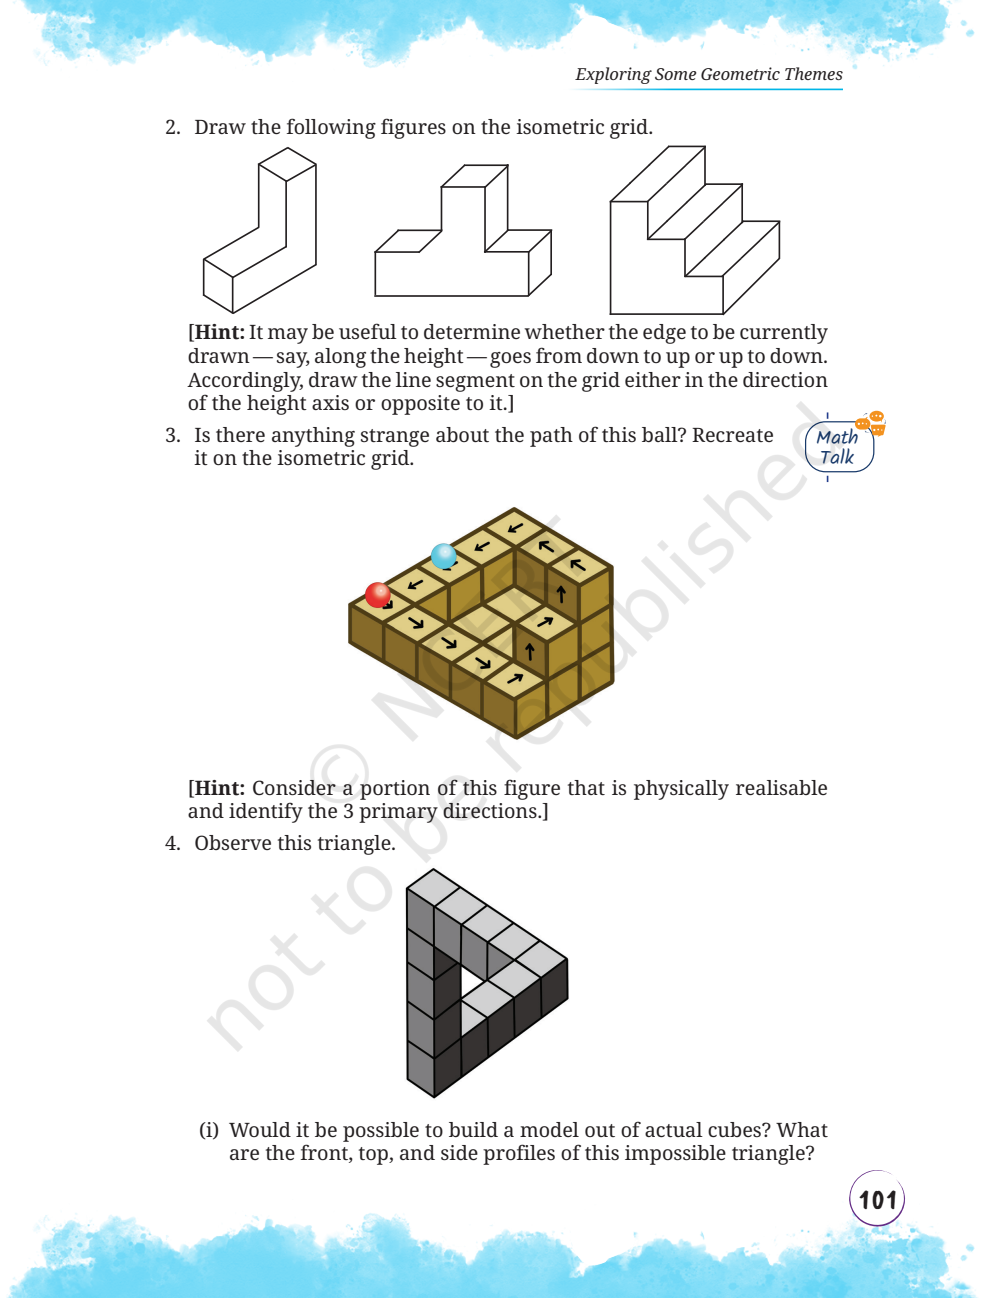 Exploring Some Geometric Themes
2. Draw the following figures on the isometric grid.
[Hint: It may be useful to determine whether the edge to be currently
drawn — say, along the height — goes from down to up or up to down.
Accordingly, draw the line segment on the grid either in the direction
of the height axis or opposite to it.]
3. Is there anything strange about the path of this ball? Recreate
it on the isometric grid.
Math
Talk
[Hint: Consider a portion of this figure that is physically realisable
and identify the 3 primary directions.]
4. Observe this triangle.
(i) Would it be possible to build a model out of actual cubes? What
are the front, top, and side profiles of this impossible triangle?
101
© NCERT
not to be republished